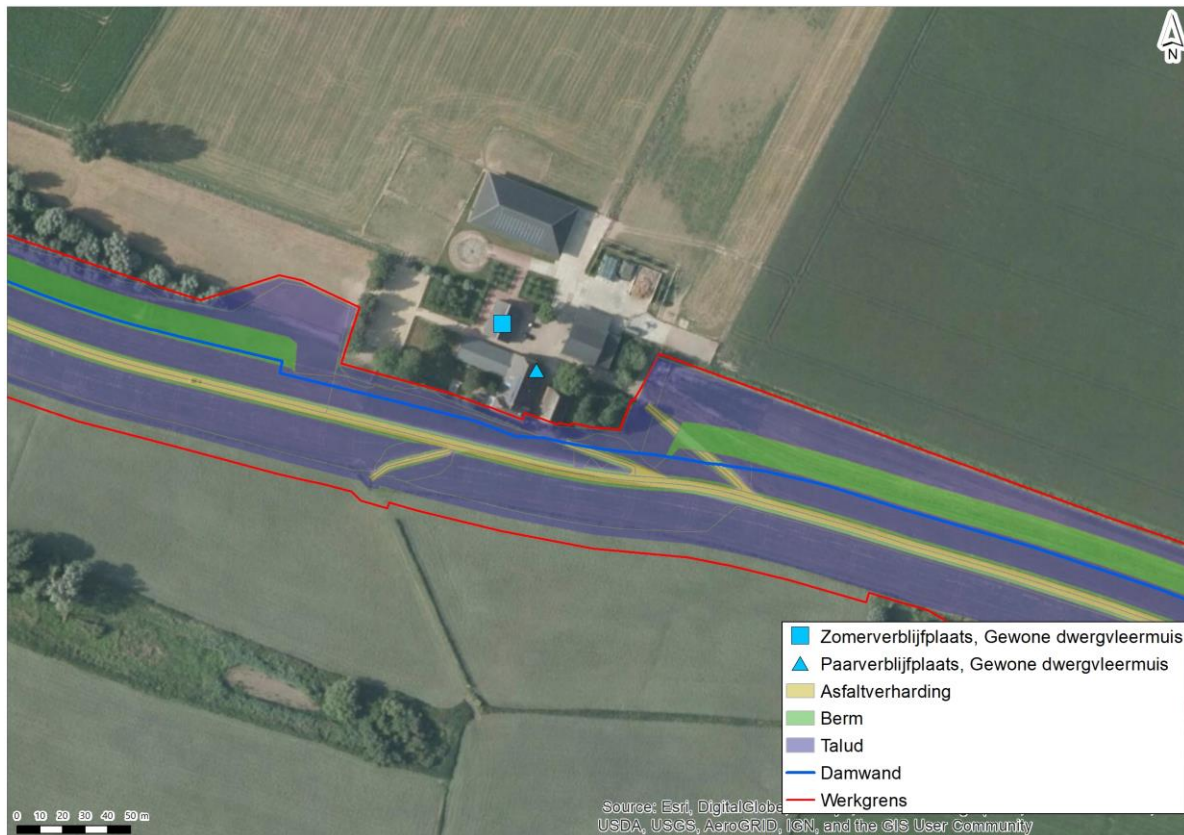 N
Zomerverblijfplaats, Gewone dwergvleermuis
Paarverblijfplaats, Gewone dwergvleermuis
Asfaltverharding
Berm
Talud
Damwand
Werkgrens
0 10 20 30 40 50 m
Source: Esri, DigitalGlobe
USDA, USGS, AeroGRID, IGN, and the GIS User Community